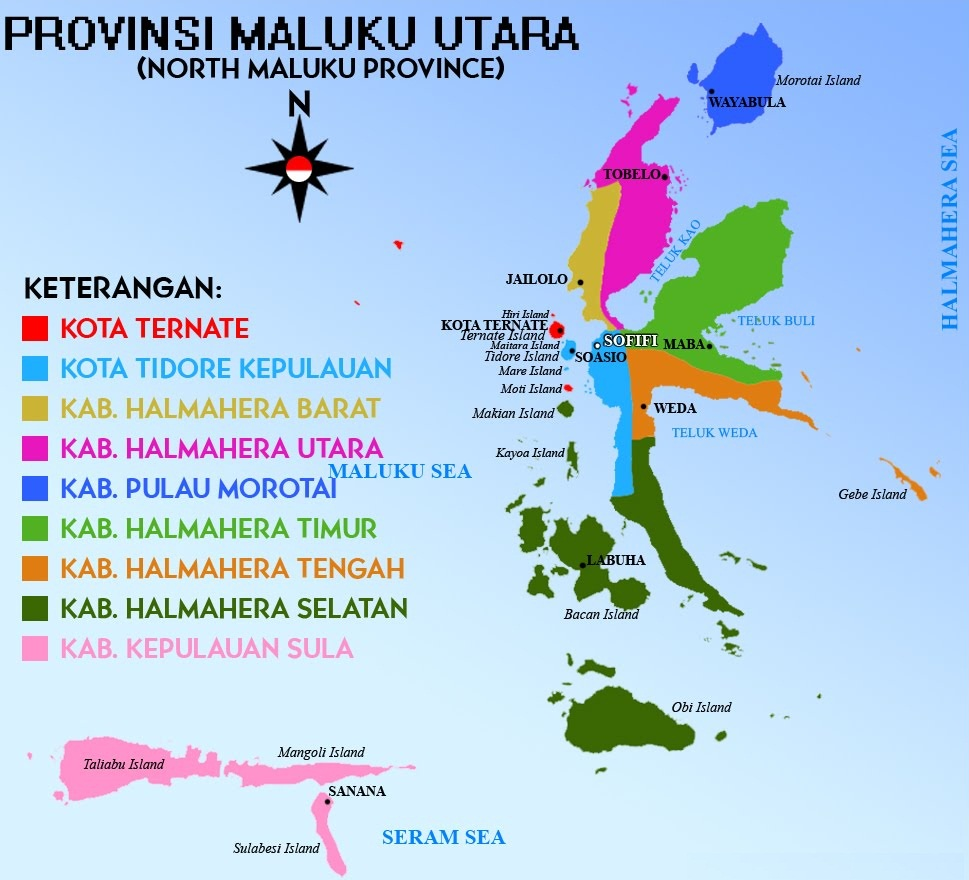 PROVINSI MALUKU UTARA
(NORTH MALUKU PROVINCE)
N
Morotai Island
WAYABULA
HALMAHERA SEA
TOBELO
TELUK KAO
JAILOLO
KETERANGAN:
KOTA TERNATE
KOTA TIDORE KEPULAUAN
KAB. HALMAHERA BARAT
KAB. HALMAHERA UTARA
KAB. PULAU MOROTAI
KAB. HALMAHERA TIMUR
KAB. HALMAHERA TENGAH
KAB. HALMAHERA SELATAN
KAB. KEPULAUAN SULA
Hiri Island
KOTA TERNATE
Ternate Island
Maitara Island
Tidore Island
SOASIO
SOFIFI
MABA
TELUK BULI
Mare Island
Moti Island
Makian Island
WEDA
TELUK WEDA
Kayoa Island
MALUKU SEA
Gebe Island
LABUHA
Bacan Island
Obi Island
Taliabu Island
Mangoli Island
SANANA
Sulabesi Island
SERAM SEA